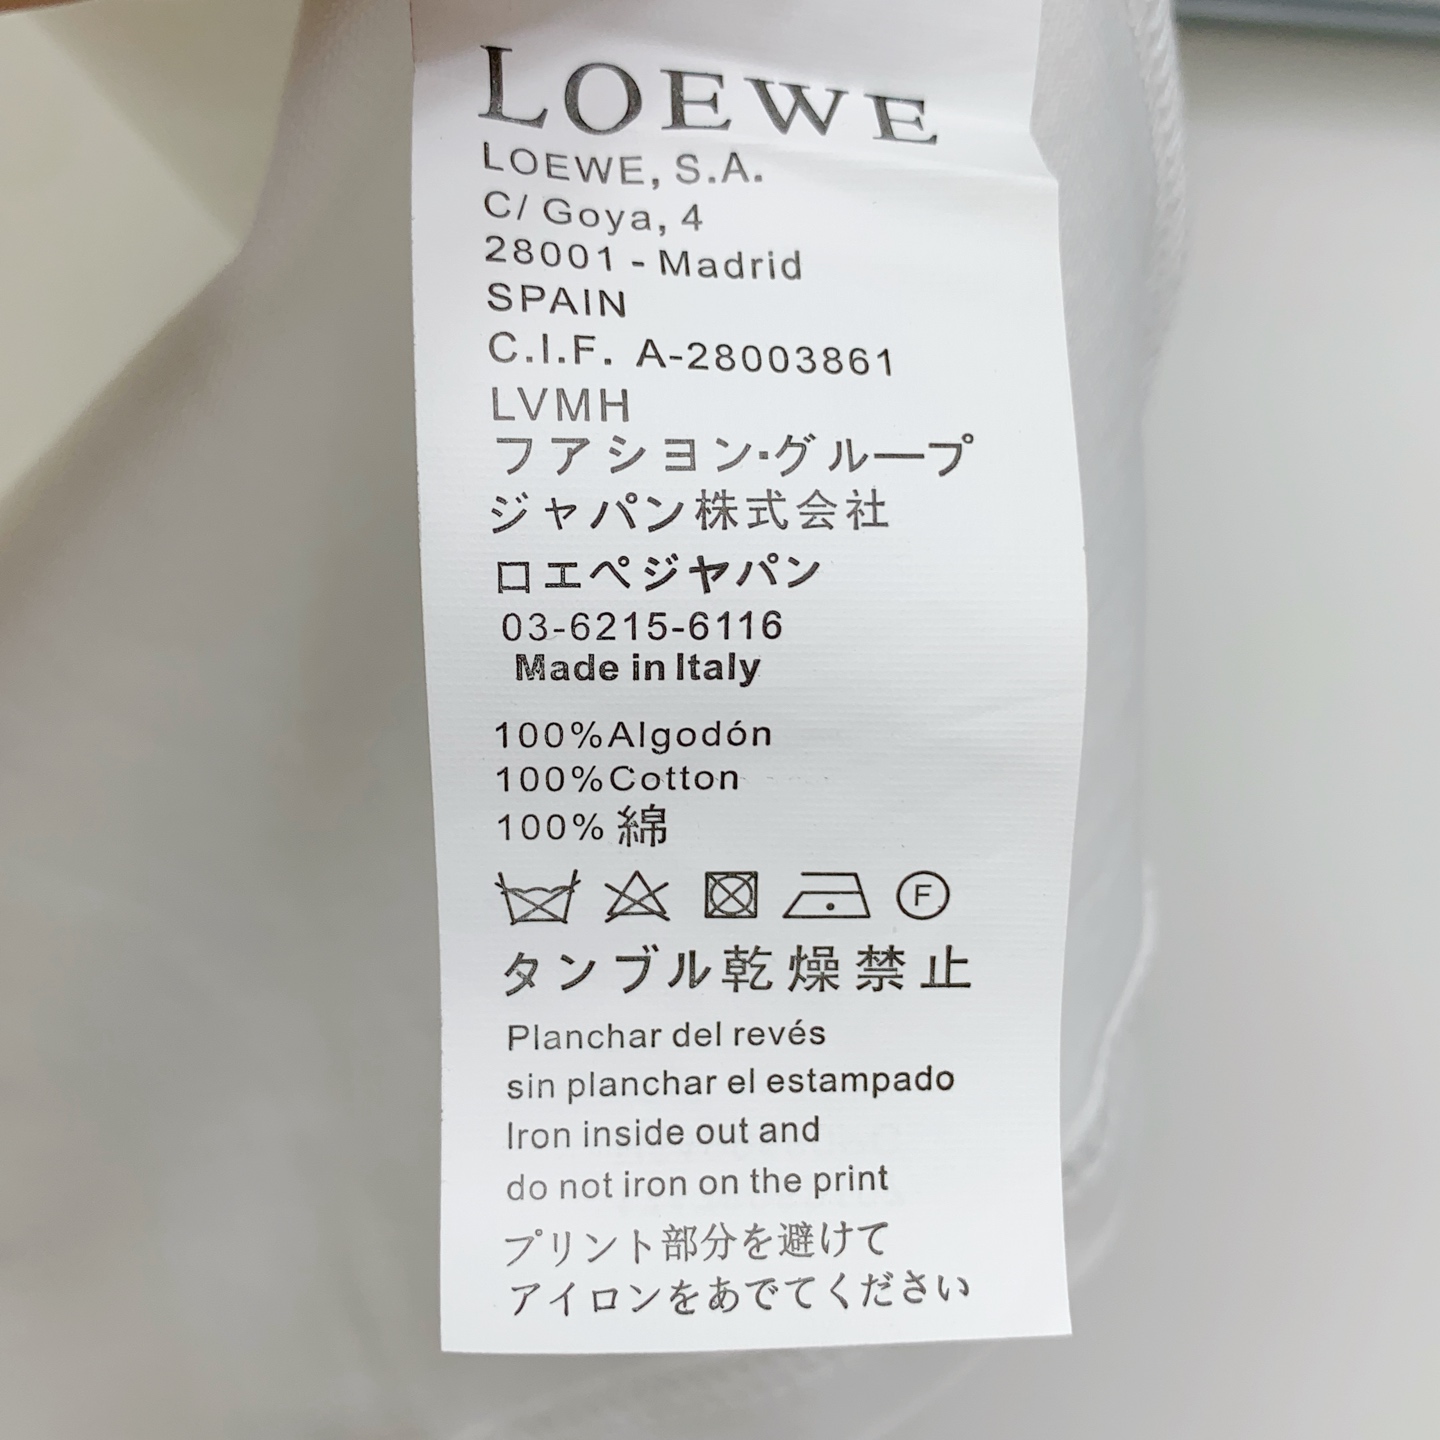 LOEWE
LOEWE, S.A.
C/ Goya, 4
28001 - Madrid
SPAIN
C.I.F. A-28003861
LVMH
フアシヨン・グループ
ジャパン株式会社
ロエペジヤパン
03-6215-6116
Made in Italy
100%Algodón
100%Cotton
100% 綿
F
タンブル乾燥禁止
Planchar del revés
sin planchar el estampado
Iron inside out and
do not iron on the print
プリント部分を避けて
アイロンをあでてください